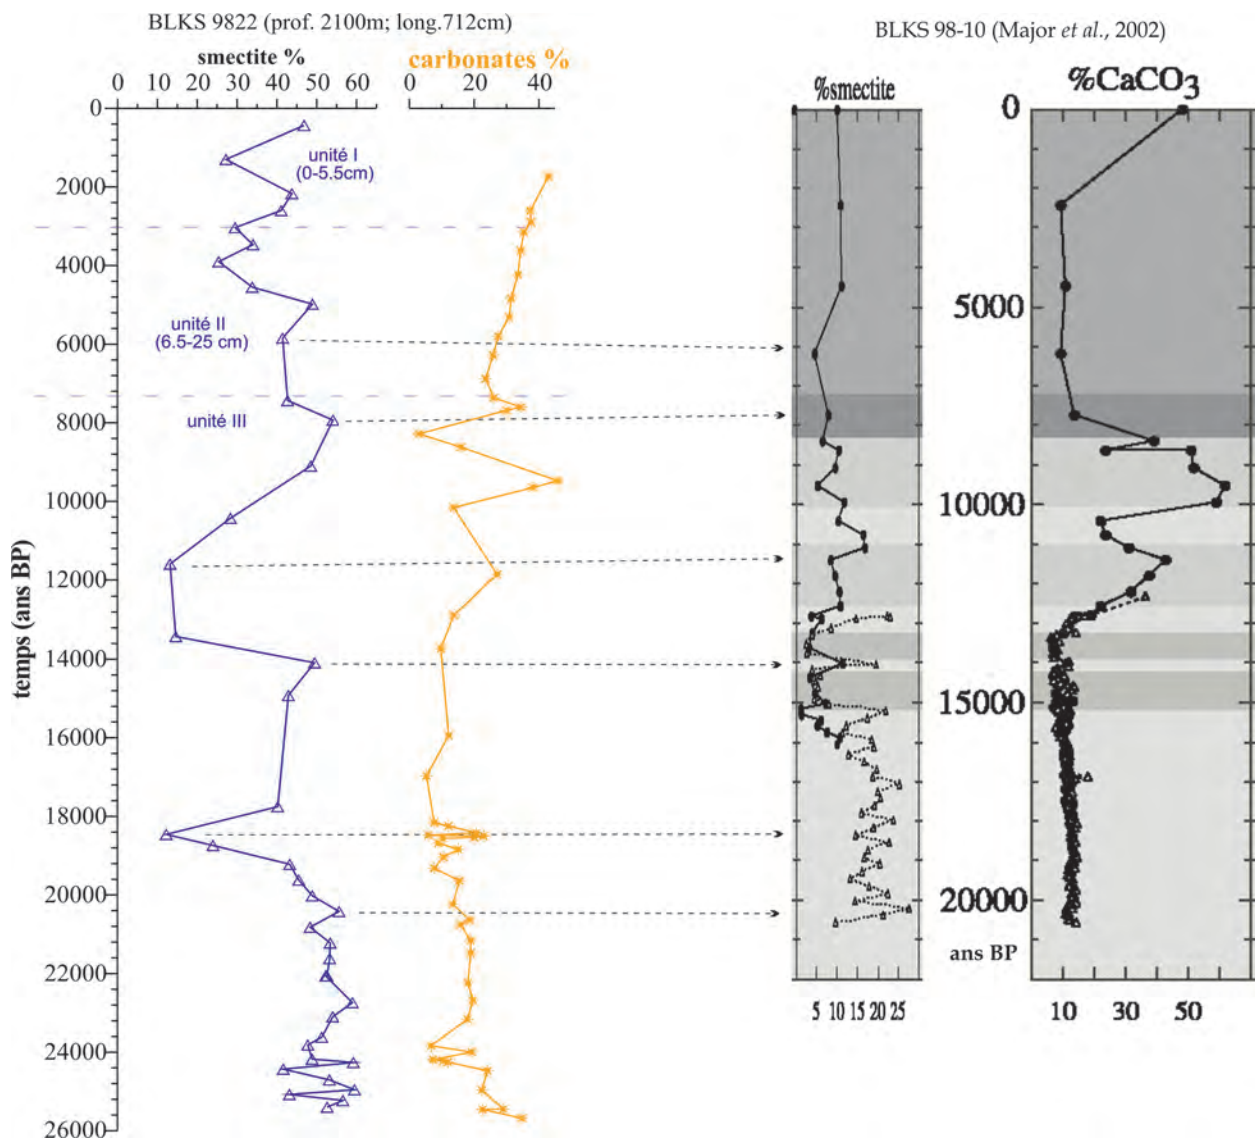 BLKS 9822 (prof. 2100m; long.712cm)
BLKS 98-10 (Major et al., 2002)
smectite %
carbonates %
%smectite
%CaCO3
0 10 20 30 40 50 60
0 20 40
0
2000
4000
6000
8000
10000
12000
14000
16000
18000
20000
22000
24000
26000
temps (ans BP)
unité I
(0-5.5cm)
unité II
(6.5-25 cm)
unité III
0
5000
10000
15000
20000
ans BP
5 10 15 20 25
10 30 50